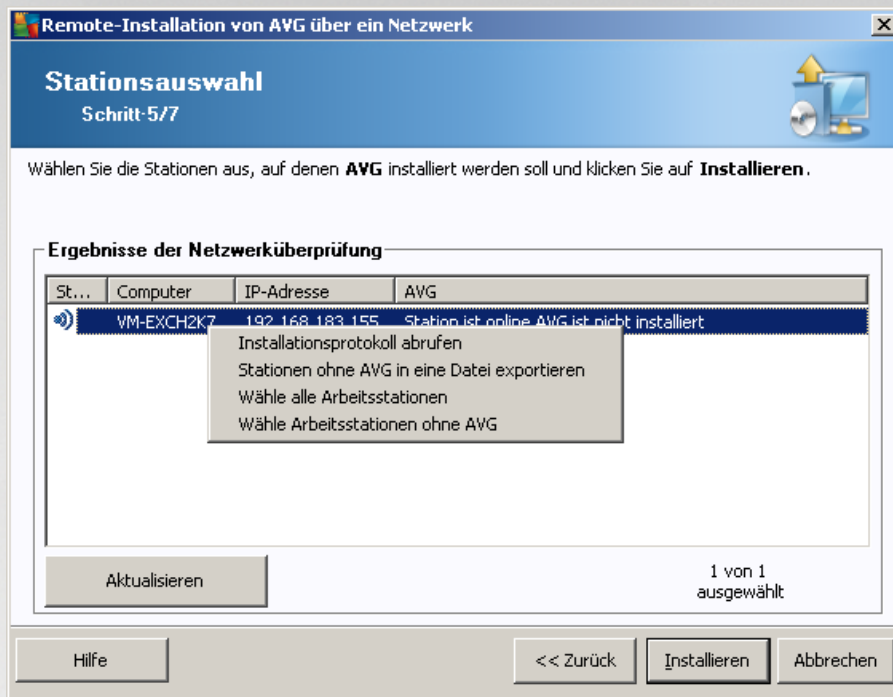 Remote-Installation von AVG über ein Netzwerk
Stationsauswahl
Schritt-5/7
Wählen Sie die Stationen aus, auf denen AVG installiert werden soll und klicken Sie auf Installieren.
Ergebnisse der Netzwerküberprüfung
St... Computer IP-Adresse AVG
VM-EXCH2K7 192.168.183.155 Station ist online AVG ist nicht installiert
Installationsprotokoll abrufen
Stationen ohne AVG in eine Datei exportieren
Wähle alle Arbeitsstationen
Wähle Arbeitsstationen ohne AVG
Aktualisieren
1 von 1
ausgewählt
Hilfe << Zurück Installieren Abbrechen